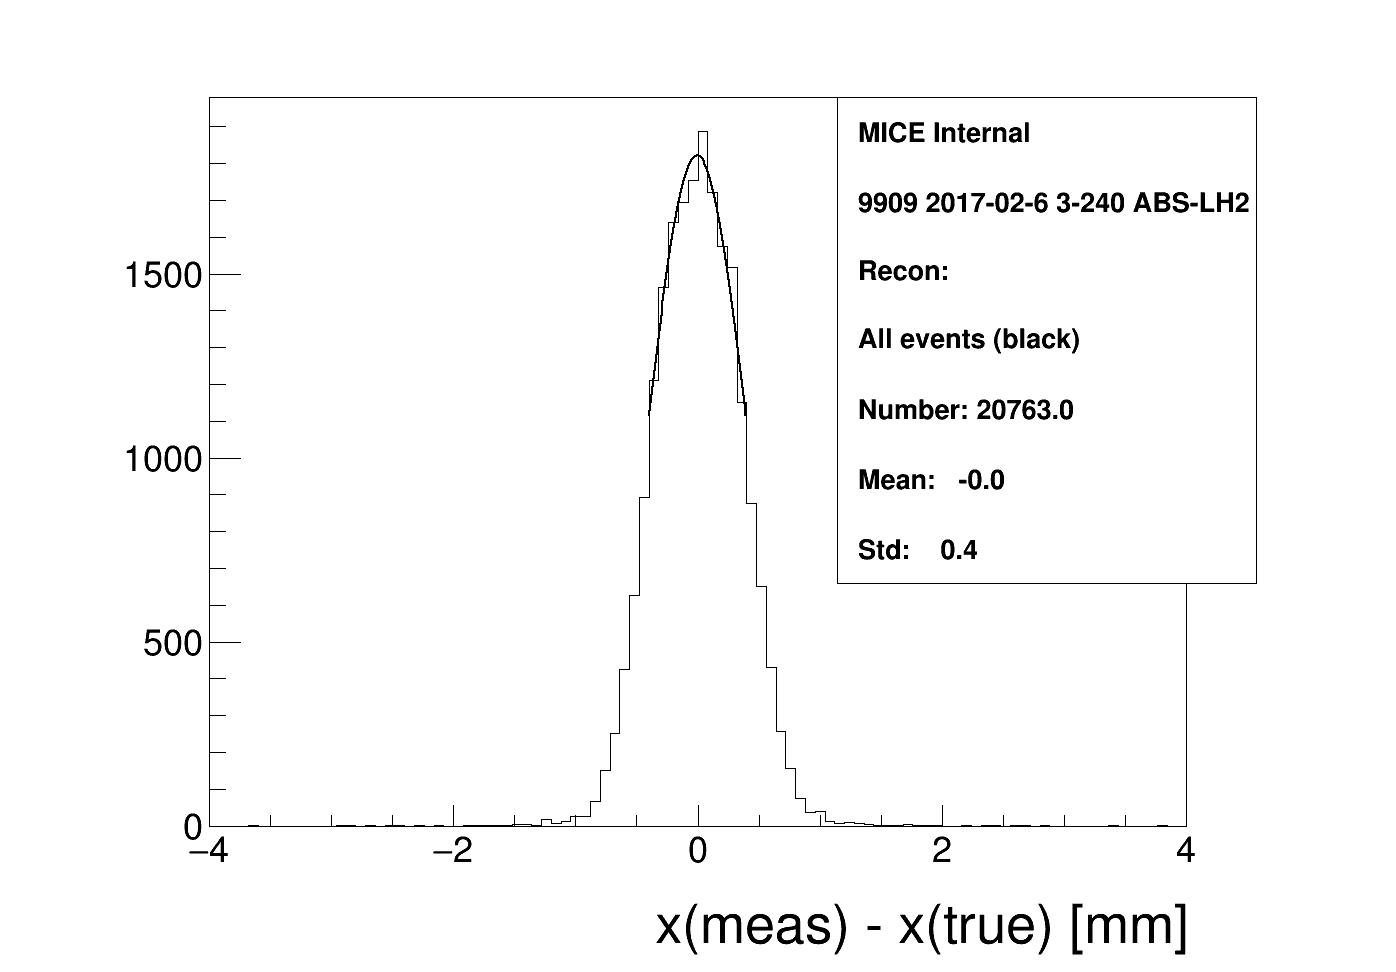 MICE Internal
9909 2017-02-6 3-240 ABS-LH2
Recon:
All events (black)
Number: 20763.0
Mean: -0.0
Std: 0.4
1500
1000
500
0
−4 −2 0 2 4
x(meas) - x(true) [mm]